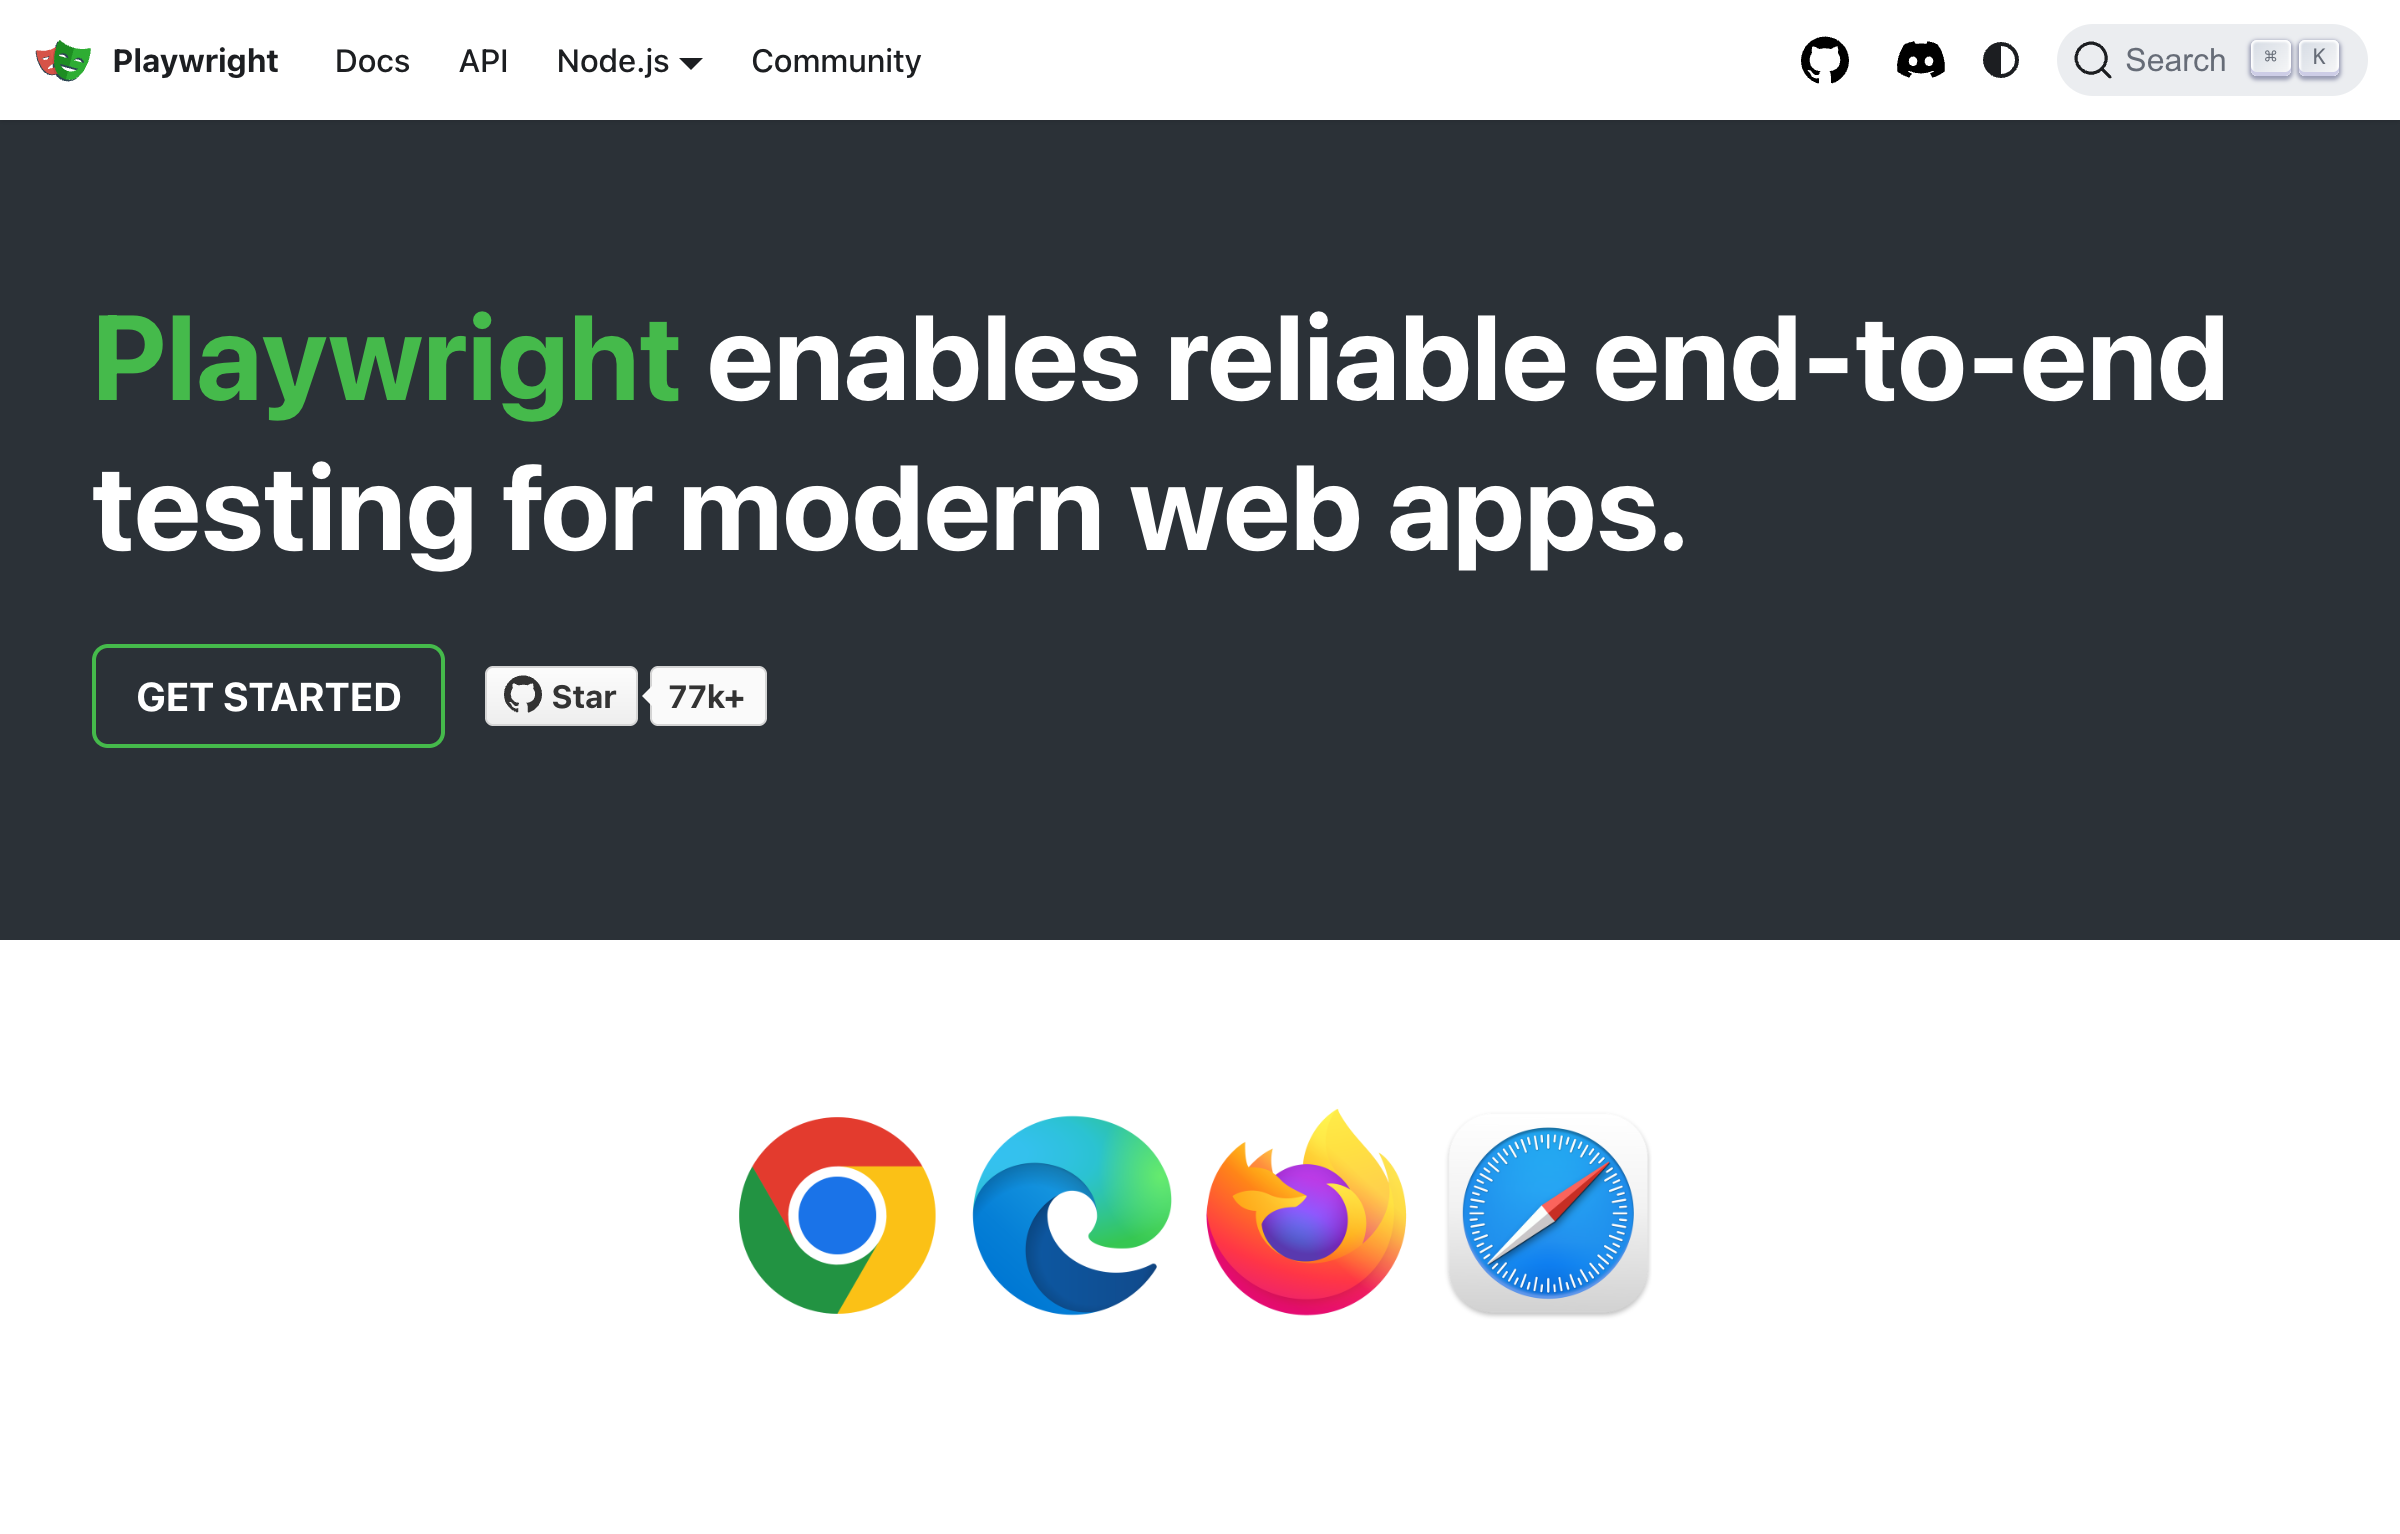 Playwright Docs API Node.js Community Search ⌘ K
Playwright enables reliable end-to-end
testing for modern web apps.
GET STARTED Star 77k+